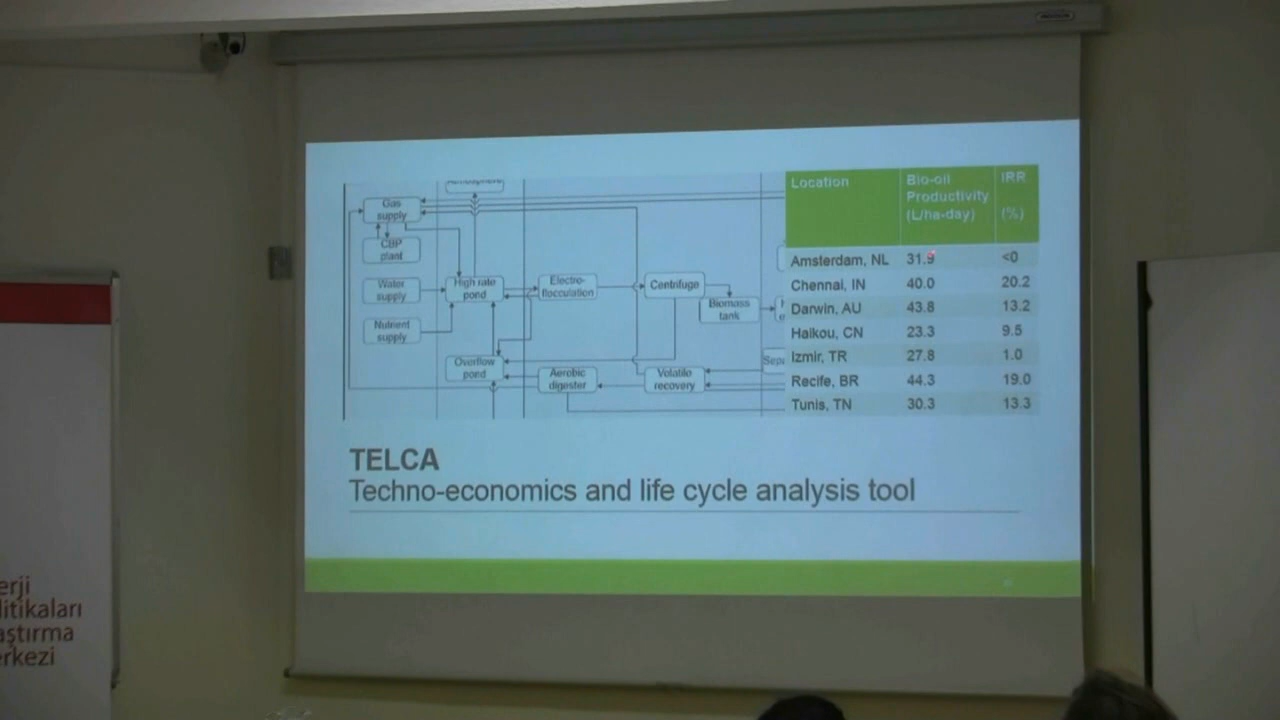 Gas
supply
CBP
plant
Water
supply
Nutrient
supply
High rate
pond
Overflow
pond
Electro-
flocculation
Aerobic
digester
Centrifuge
Volatile
recovery
Biomass
tank
Location Bio-oil Productivity (L/ha-day) IRR (%)
Amsterdam, NL 31.9 <0
Chennai, IN 40.0 20.2
Darwin, AU 43.8 13.2
Haikou, CN 23.3 9.5
Izmir, TR 27.8 1.0
Recife, BR 44.3 19.0
Tunis, TN 30.3 13.3
TELCA
Techno-economics and life cycle analysis tool
erji
litikaları
aştırma
erkezi